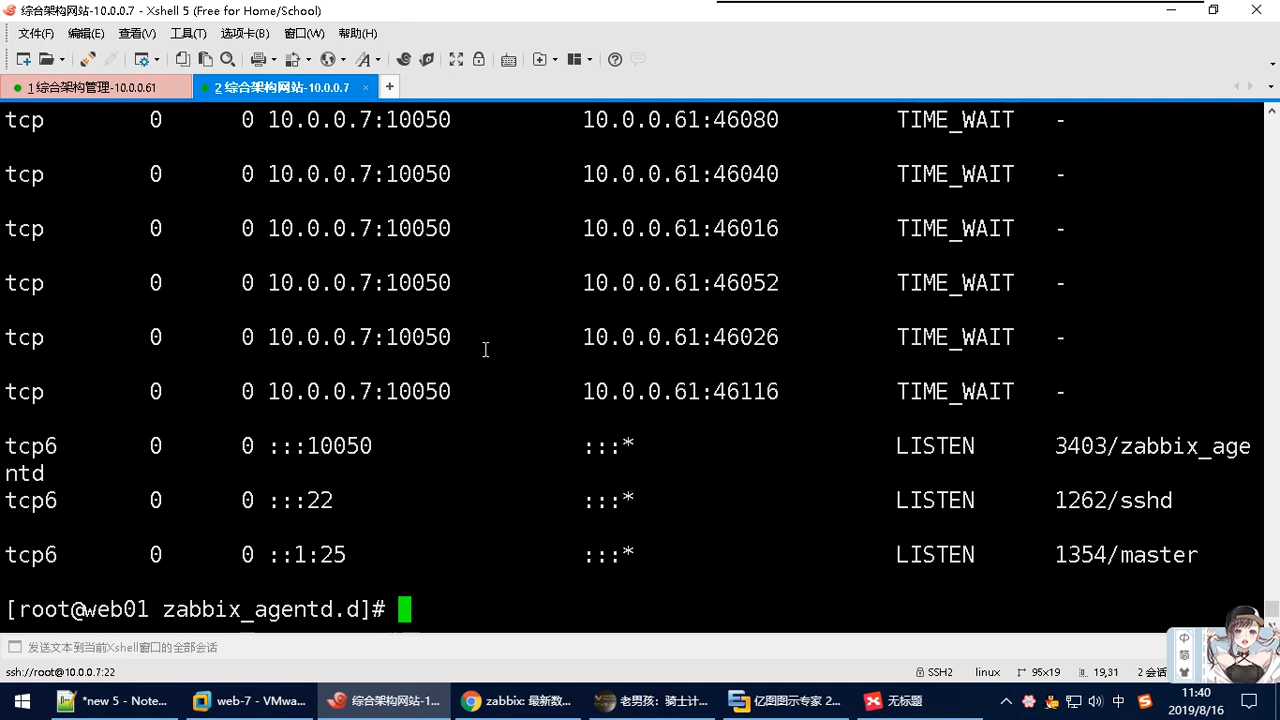 综合架构网站-10.0.0.7 - Xshell 5 (Free for Home/School)
文件(F) 编辑(E) 查看(V) 工具(T) 选项卡(B) 窗口(W) 帮助(H)
1 综合架构管理-10.0.0.61 2 综合架构网站-10.0.0.7 × +
tcp 0 0 10.0.0.7:10050 10.0.0.61:46080 TIME_WAIT -
tcp 0 0 10.0.0.7:10050 10.0.0.61:46040 TIME_WAIT -
tcp 0 0 10.0.0.7:10050 10.0.0.61:46016 TIME_WAIT -
tcp 0 0 10.0.0.7:10050 10.0.0.61:46052 TIME_WAIT -
tcp 0 0 10.0.0.7:10050 10.0.0.61:46026 TIME_WAIT -
tcp 0 0 10.0.0.7:10050 10.0.0.61:46116 TIME_WAIT -
tcp6 0 0 :::10050 :::* LISTEN 3403/zabbix_age
ntd
tcp6 0 0 :::22 :::* LISTEN 1262/sshd
tcp6 0 0 ::1:25 :::* LISTEN 1354/master
[root@web01 zabbix_agentd.d]#
发送文本到当前Xshell窗口的全部会话
ssh://root@10.0.0.7:22 SSH2 linux 95x19 19,31 2 会话
中
简
*new 5 - Note... web-7 - VMwa... 综合架构网站-1... zabbix: 最新数... 老男孩：骑士计... 亿图图示专家 2... 无标题 中 11:40
2019/8/16